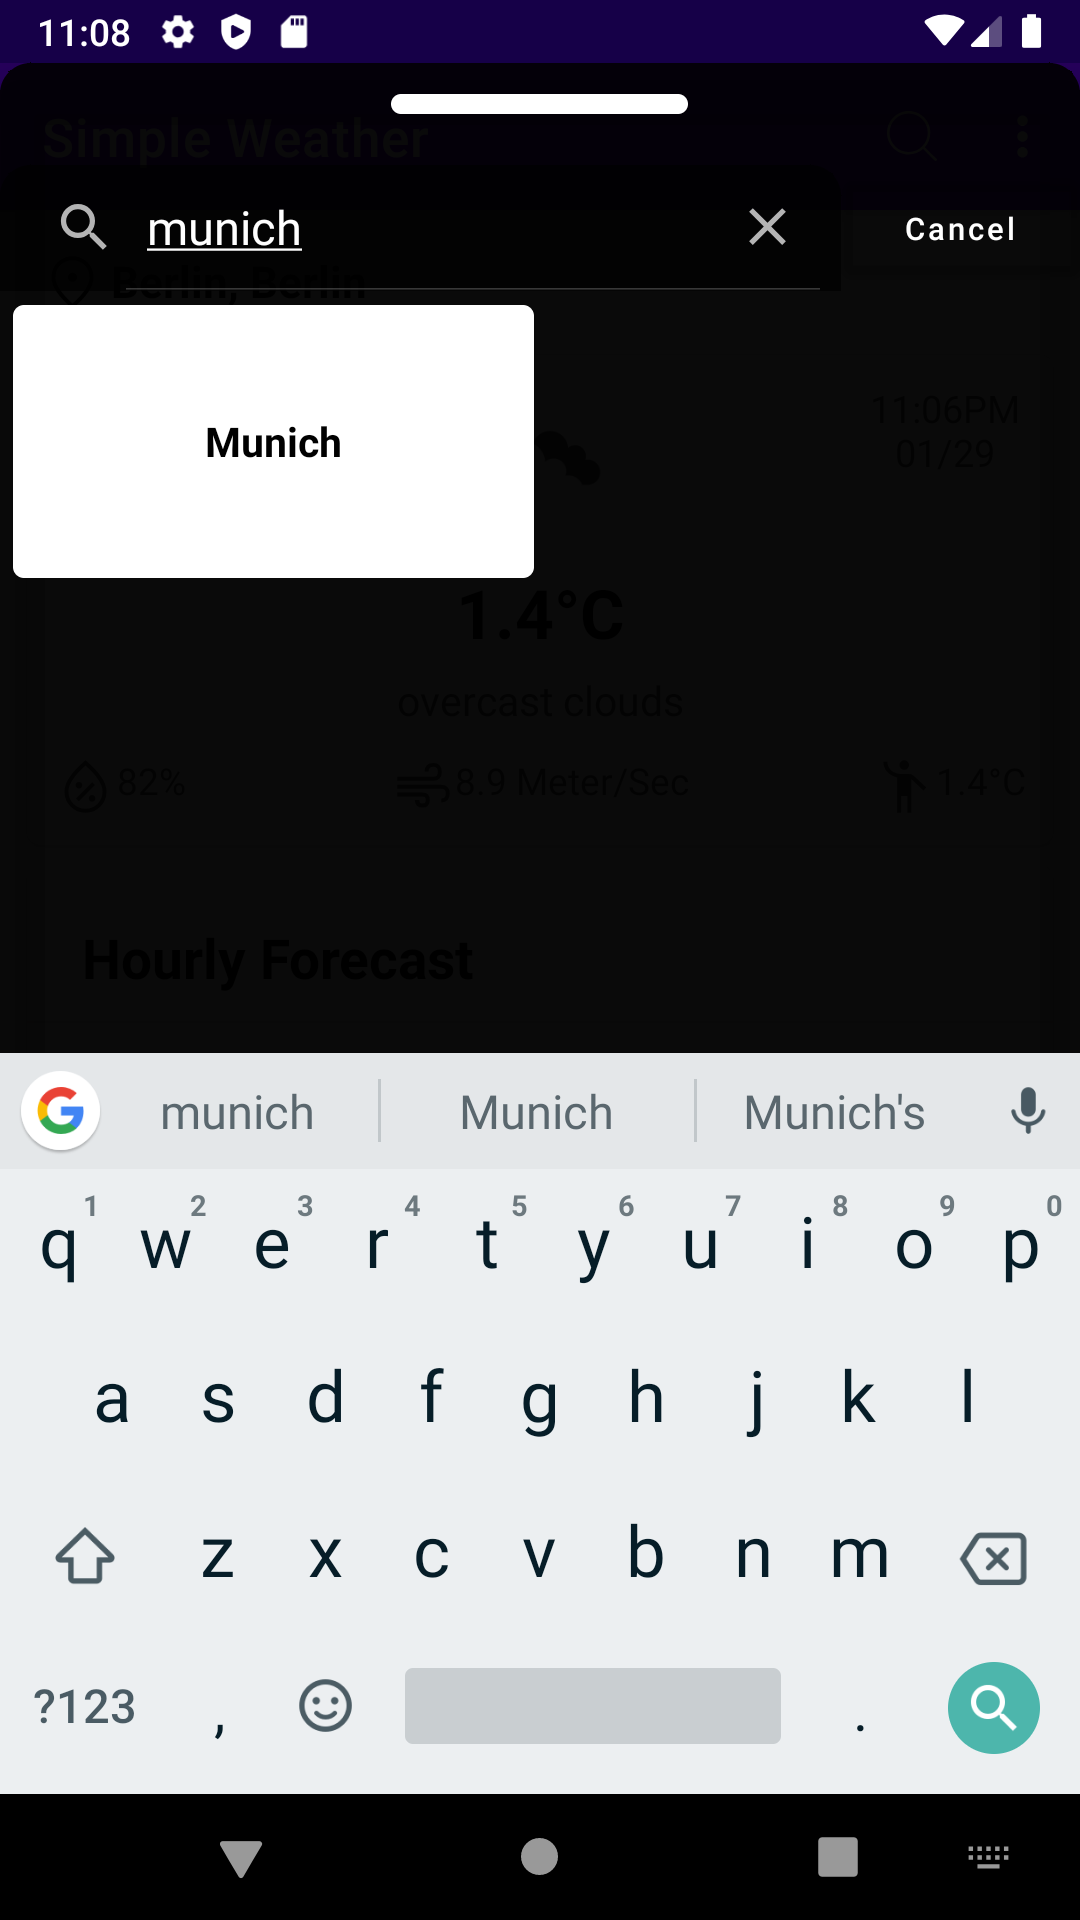 11:08
Simple Weather
munich
Cancel
Berlin, Berlin
Munich
11:06PM
01/29
1.4°C
overcast clouds
82%
8.9 Meter/Sec
1.4°C
Hourly Forecast
munich Munich Munich's
1 2 3 4 5 6 7 8 9 0
q w e r t y u i o p
a s d f g h j k l
z x c v b n m
?123 , .